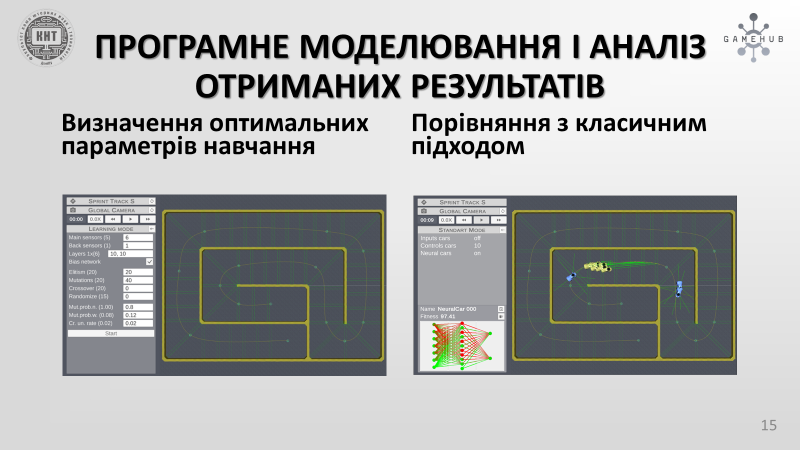 КНТ
GAMEHUB
ПРОГРАМНЕ МОДЕЛЮВАННЯ І АНАЛІЗ
ОТРИМАНИХ РЕЗУЛЬТАТІВ
Визначення оптимальних
параметрів навчання
Порівняння з класичним
підходом
SPRINT TRACK S
GLOBAL CAMERA
00:00 0.0X
LEARNING MODE
Main sensors (5) 6
Back sensors (1) 1
Layers 1x(6) 10, 10
Bias network
Elitism (20) 20
Mutations (20) 40
Crossover (20) 0
Randomize (15) 0
Mut.prob.n. (1.00) 0.8
Mut.prob.w. (0.08) 0.12
Cr. un. rate (0.02) 0.02
Start
SPRINT TRACK S
GLOBAL CAMERA
00:09 0.0X
STANDART MODE
Inputs cars off
Controls cars 10
Neural cars on
Name NeuralCar 000
Fitness 97.41
15